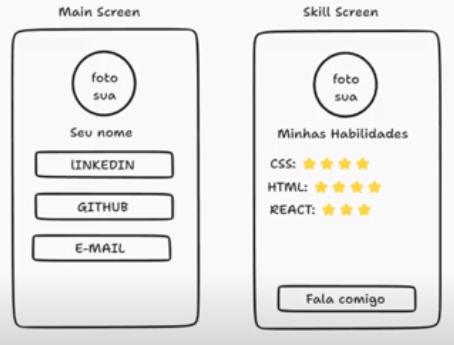 Main Screen
foto
sua
Seu nome
LINKEDIN
GITHUB
E-MAIL
Skill Screen
foto
sua
Minhas Habilidades
CSS:
HTML:
REACT:
Fala comigo